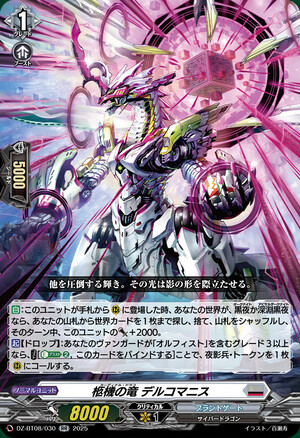 1
グレード
ブースト
5000
シールド
他を圧倒する輝き。その光は影の形を際立たせる。
自:このユニットが手札から Ⓡ に登場した時、あなたの世界が、黒夜か深淵黒夜
なら、あなたの山札から世界カードを1枚まで探し、捨て、山札をシャッフルし、
そのターン中、このユニットの+2000。
自【ドロップ】:あなたのヴァンガードが「オルフィスト」を含むグレード3以上
なら、このカードをバインドすることで、夜影兵・トークンを1枚
にコールする。
ノーマルユニット
枢機の竜 デルコマニス
8000
クリティカル
1
ブラントゲート
サイバードラゴン
DZ-BT08/030
RR
2025
イラスト/百瀬寿